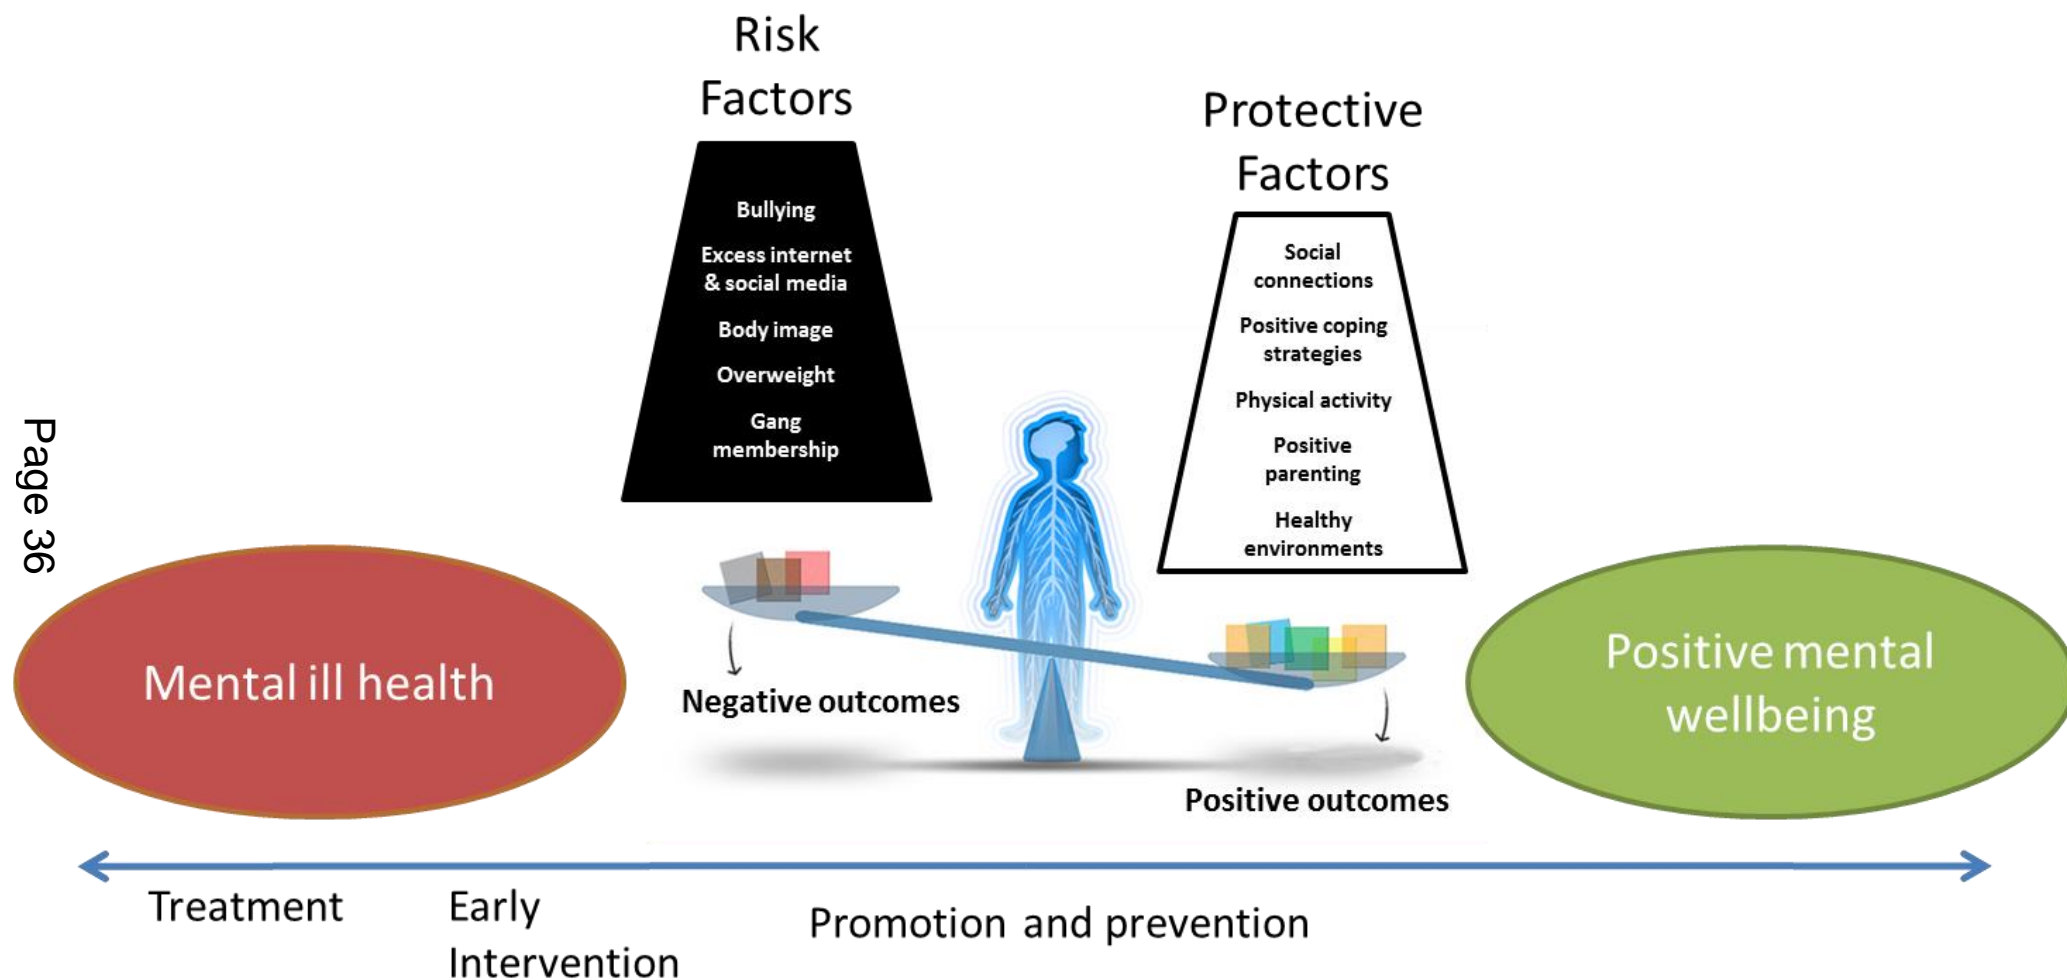 Risk
Factors
Bullying
Excess internet
& social media
Body image
Overweight
Gang
membership
Protective
Factors
Social
connections
Positive coping
strategies
Physical activity
Positive
parenting
Healthy
environments
Page 36
Mental ill health
Negative outcomes
Positive outcomes
Positive mental
wellbeing
Treatment
Early
Intervention
Promotion and prevention